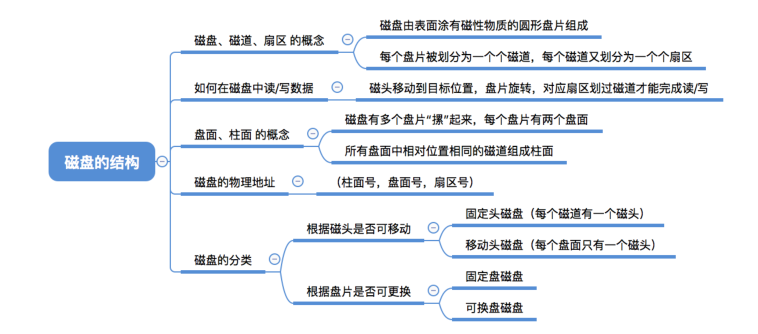 磁盘的结构
磁盘、磁道、扇区 的概念
磁盘由表面涂有磁性物质的圆形盘片组成
每个盘片被划分为一个个磁道，每个磁道又划分为一个个扇区
如何在磁盘中读/写数据
磁头移动到目标位置，盘片旋转，对应扇区划过磁道才能完成读/写
盘面、柱面 的概念
磁盘有多个盘片“摞”起来，每个盘片有两个盘面
所有盘面中相对位置相同的磁道组成柱面
磁盘的物理地址
（柱面号，盘面号，扇区号）
磁盘的分类
根据磁头是否可移动
固定头磁盘（每个磁道有一个磁头）
移动头磁盘（每个盘面只有一个磁头）
根据盘片是否可更换
固定盘磁盘
可换盘磁盘